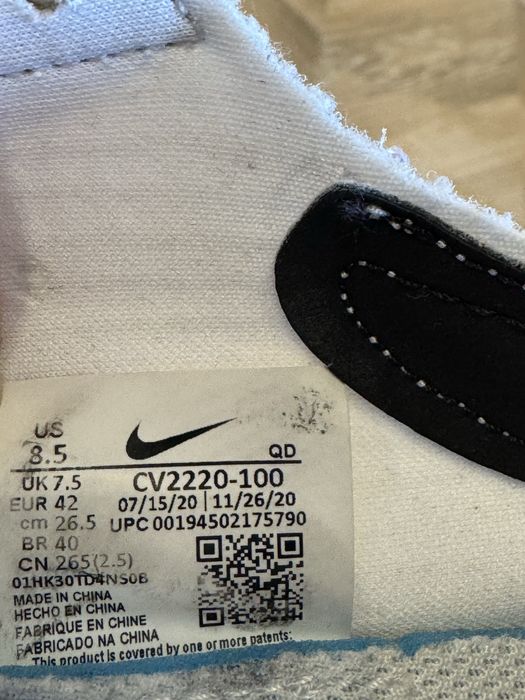 US
8.5
QD
UK 7.5
CV2220-100
EUR 42
07/15/20 | 11/26/20
cm 26.5
UPC 00194502175790
BR 40
CN 265(2.5)
01HK30TD4NS0B
MADE IN CHINA
HECHO EN CHINA
FABRIQUE EN CHINE
FABRICADO NA CHINA
This product is covered by one or more patents: